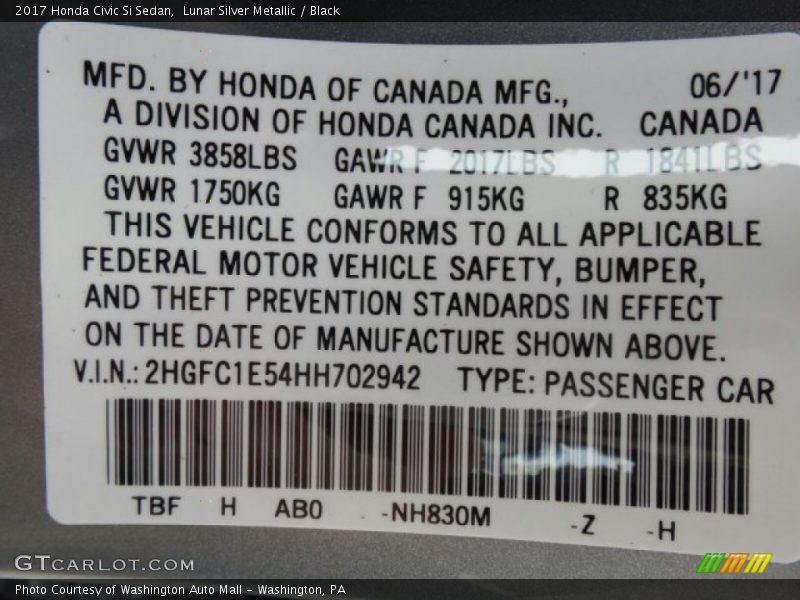 2017 Honda Civic Si Sedan,  Lunar Silver Metallic / Black
MFD. BY HONDA OF CANADA MFG., 06/'17
A DIVISION OF HONDA CANADA INC. CANADA
GVWR 3858LBS GAWR F 2017LBS R 1841LBS
GVWR 1750KG GAWR F 915KG R 835KG
THIS VEHICLE CONFORMS TO ALL APPLICABLE
FEDERAL MOTOR VEHICLE SAFETY, BUMPER,
AND THEFT PREVENTION STANDARDS IN EFFECT
ON THE DATE OF MANUFACTURE SHOWN ABOVE.
V.I.N.: 2HGFC1E54HH702942 TYPE: PASSENGER CAR
TBF H AB0 -NH830M -Z -H
GTCARLOT.COM
Photo Courtesy of Washington Auto Mall - Washington, PA